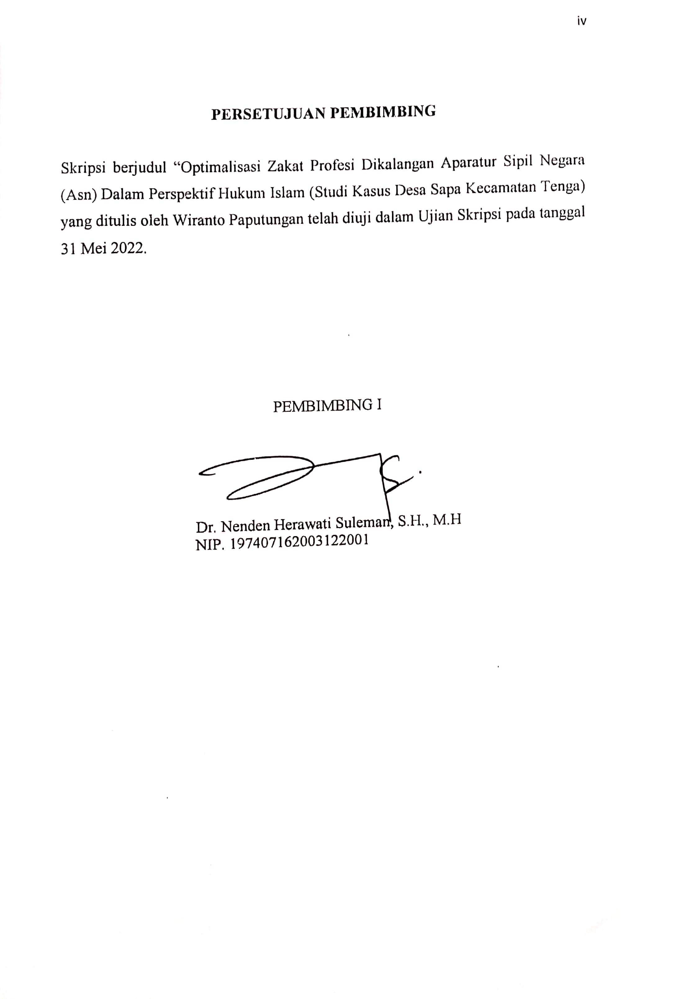 iv
PERSETUJUAN PEMBIMBING
Skripsi berjudul “Optimalisasi Zakat Profesi Dikalangan Aparatur Sipil Negara
(Asn) Dalam Perspektif Hukum Islam (Studi Kasus Desa Sapa Kecamatan Tenga)
yang ditulis oleh Wiranto Paputungan telah diuji dalam Ujian Skripsi pada tanggal
31 Mei 2022.
PEMBIMBING I
Dr. Nenden Herawati Suleman, S.H., M.H
NIP. 197407162003122001